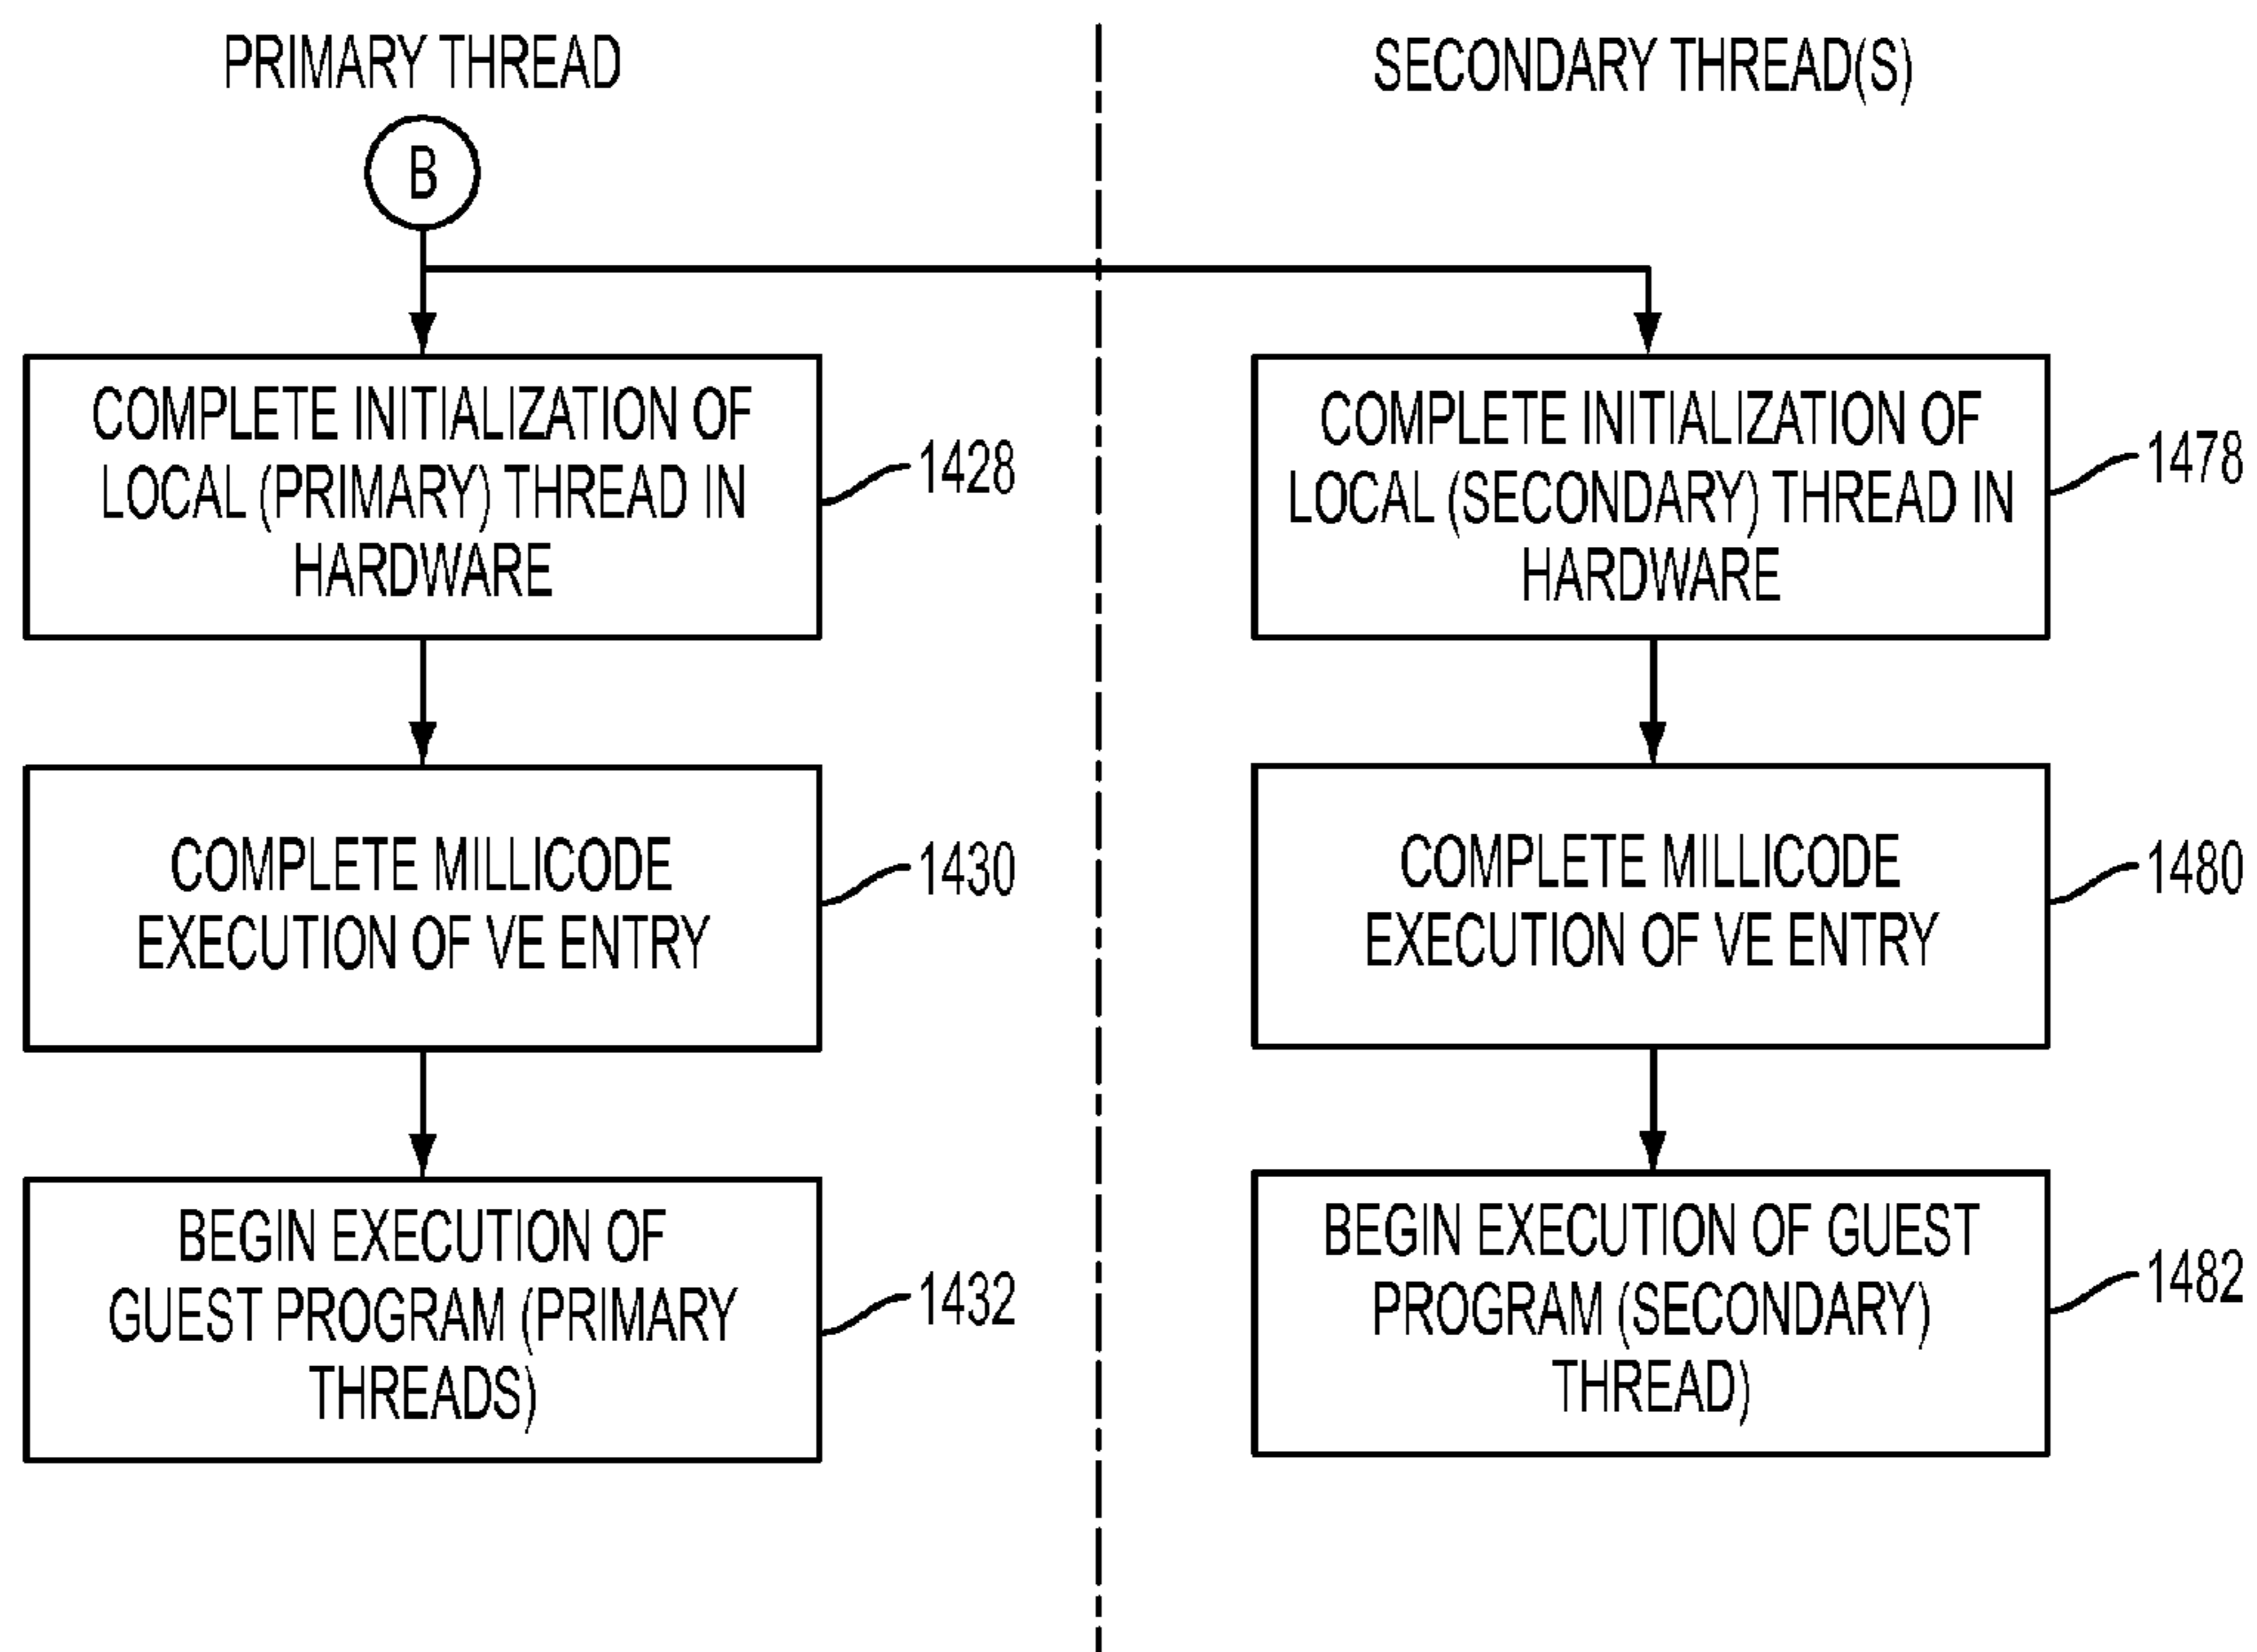 PRIMARY THREAD
B
COMPLETE INITIALIZATION OF
LOCAL (PRIMARY) THREAD IN
HARDWARE
1428
COMPLETE MILLICODE
EXECUTION OF VE ENTRY
1430
BEGIN EXECUTION OF
GUEST PROGRAM (PRIMARY
THREADS)
1432
SECONDARY THREAD(S)
COMPLETE INITIALIZATION OF
LOCAL (SECONDARY) THREAD IN
HARDWARE
1478
COMPLETE MILLICODE
EXECUTION OF VE ENTRY
1480
BEGIN EXECUTION OF GUEST
PROGRAM (SECONDARY)
THREAD)
1482